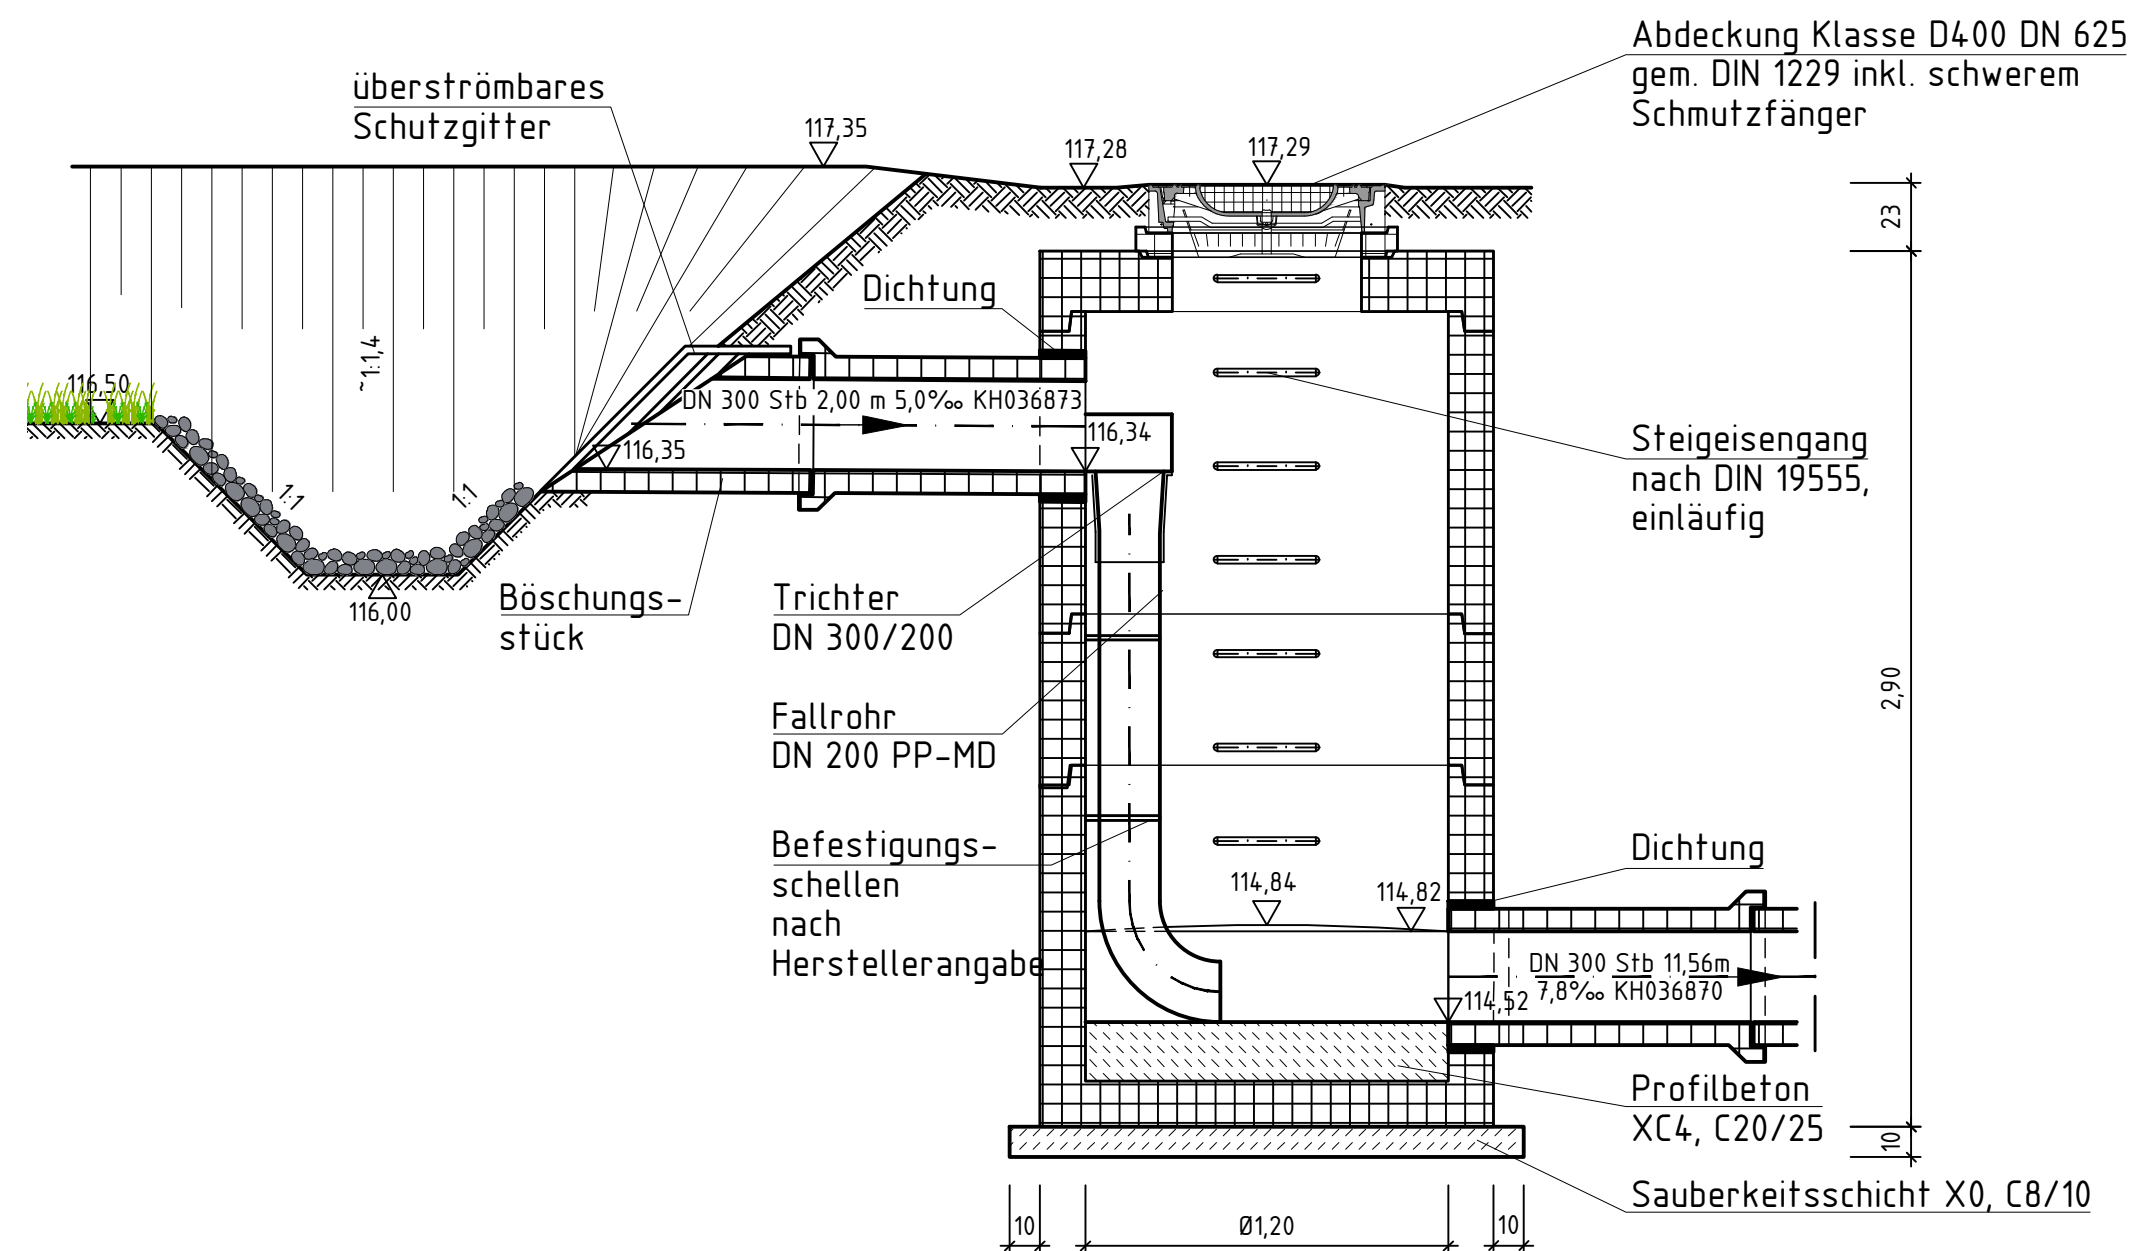 Abdeckung Klasse D400 DN 625
gem. DIN 1229 inkl. schwerem
Schmutzfänger
überströmbares
Schutzgitter
117,35
117,28
117,29
23
Dichtung
~1:1,4
116,50
DN 300 Stb 2,00 m 5,0‰ KH036873
116,35
116,34
Steigeisengang
nach DIN 19555,
einläufig
1:1
1:1
116,00
Böschungs-
stück
Trichter
DN 300/200
2,90
Fallrohr
DN 200 PP-MD
Befestigungs-
schellen
nach
Herstellerangabe
114,84
114,82
Dichtung
DN 300 Stb 11,56m
7,8‰ KH036870
114,52
Profilbeton
XC4, C20/25
10
Sauberkeitsschicht X0, C8/10
10
Ø1,20
10